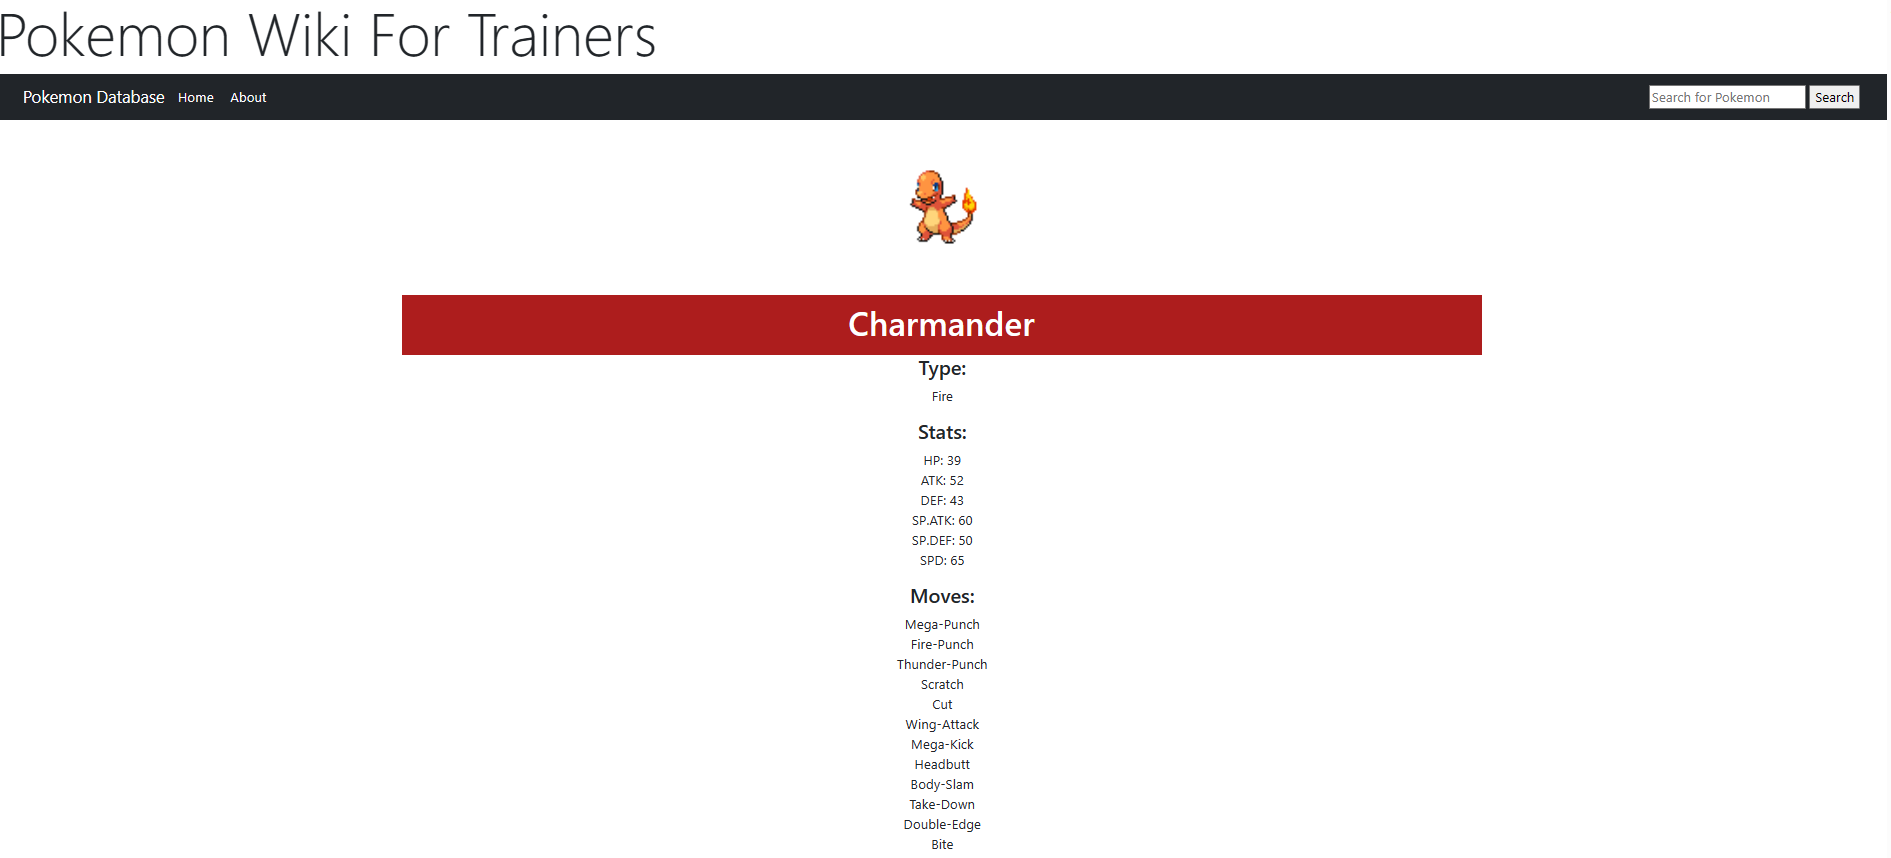 Pokemon Wiki For Trainers
Pokemon Database Home About Search for Pokemon Search
Charmander
Type:
Fire
Stats:
HP: 39
ATK: 52
DEF: 43
SP.ATK: 60
SP.DEF: 50
SPD: 65
Moves:
Mega-Punch
Fire-Punch
Thunder-Punch
Scratch
Cut
Wing-Attack
Mega-Kick
Headbutt
Body-Slam
Take-Down
Double-Edge
Bite